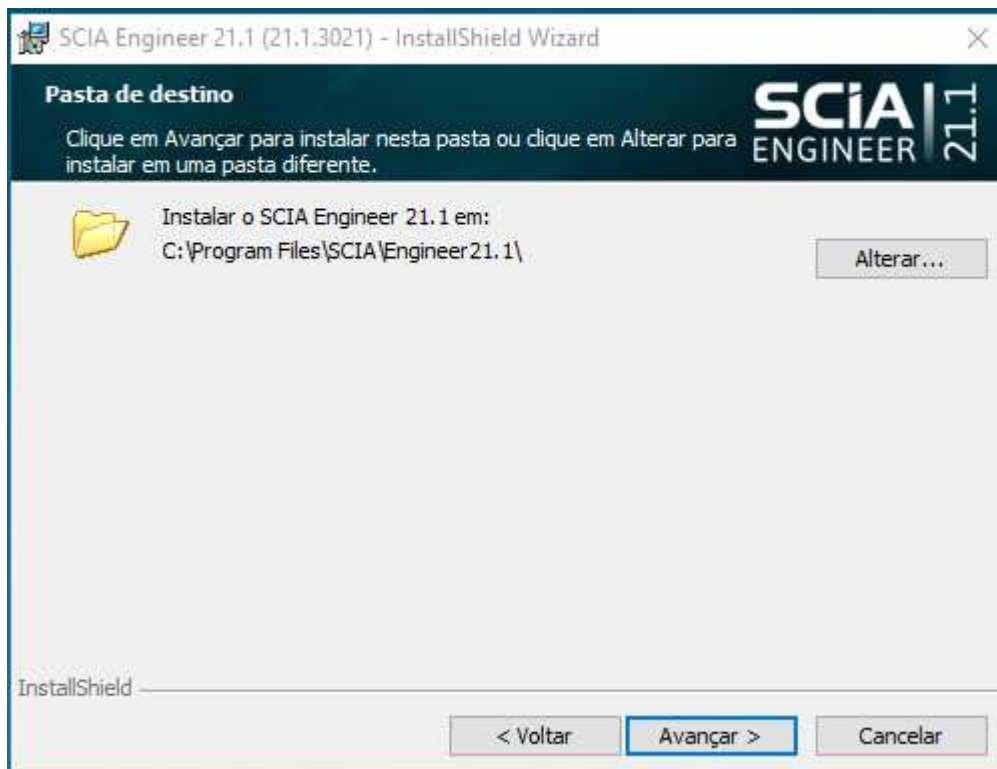 SCIA Engineer 21.1 (21.1.3021) - InstallShield Wizard
Pasta de destino
Clique em Avançar para instalar nesta pasta ou clique em Alterar para
instalar em uma pasta diferente.
SCiA
ENGINEER
21.1
Instalar o SCIA Engineer 21.1 em:
C:\Program Files\SCIA\Engineer21.1\
Alterar...
InstallShield
< Voltar
Avançar >
Cancelar